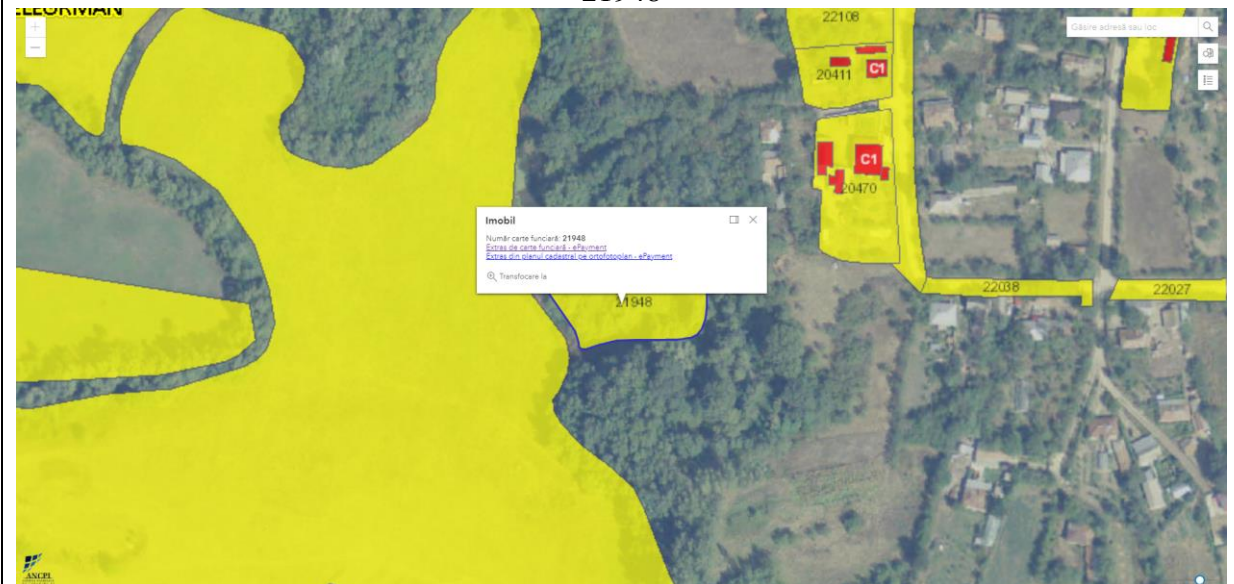 21948
TELEORMAN
+
−
22108
Găsire adresă sau loc
20411
C1
C1
20470
Imobil
Număr carte funciară: 21948
Extras de carte funciară - ePayment
Extras din planul cadastral pe ortofotoplan - ePayment
Transfocare la
21948
22038
22027
ANCPI